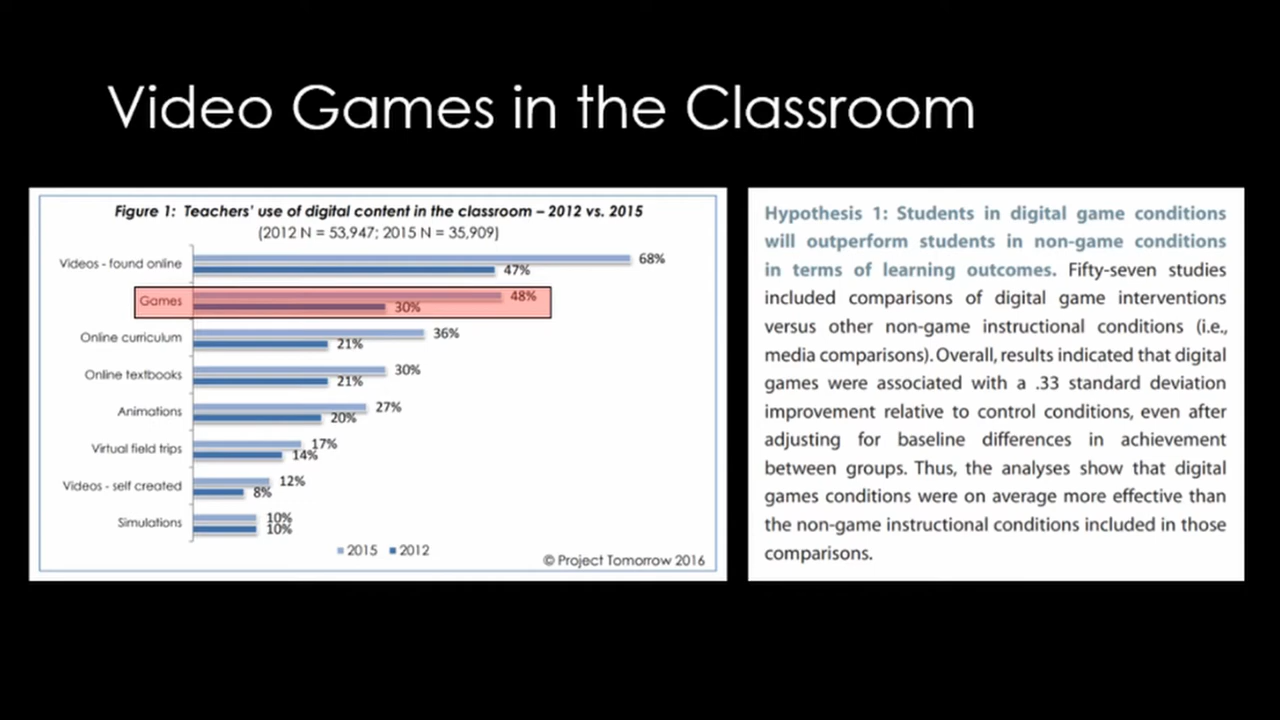 Video Games in the Classroom
Figure 1: Teachers' use of digital content in the classroom – 2012 vs. 2015
(2012 N = 53,947; 2015 N = 35,909)
Videos - found online
68%
47%
Games
48%
30%
Online curriculum
36%
21%
Online textbooks
30%
21%
Animations
27%
20%
Virtual field trips
17%
14%
Videos - self created
12%
8%
Simulations
10%
10%
2015 2012
© Project Tomorrow 2016
Hypothesis 1: Students in digital game conditions
will outperform students in non-game conditions
in terms of learning outcomes. Fifty-seven studies
included comparisons of digital game interventions
versus other non-game instructional conditions (i.e.,
media comparisons). Overall, results indicated that digital
games were associated with a .33 standard deviation
improvement relative to control conditions, even after
adjusting for baseline differences in achievement
between groups. Thus, the analyses show that digital
games conditions were on average more effective than
the non-game instructional conditions included in those
comparisons.